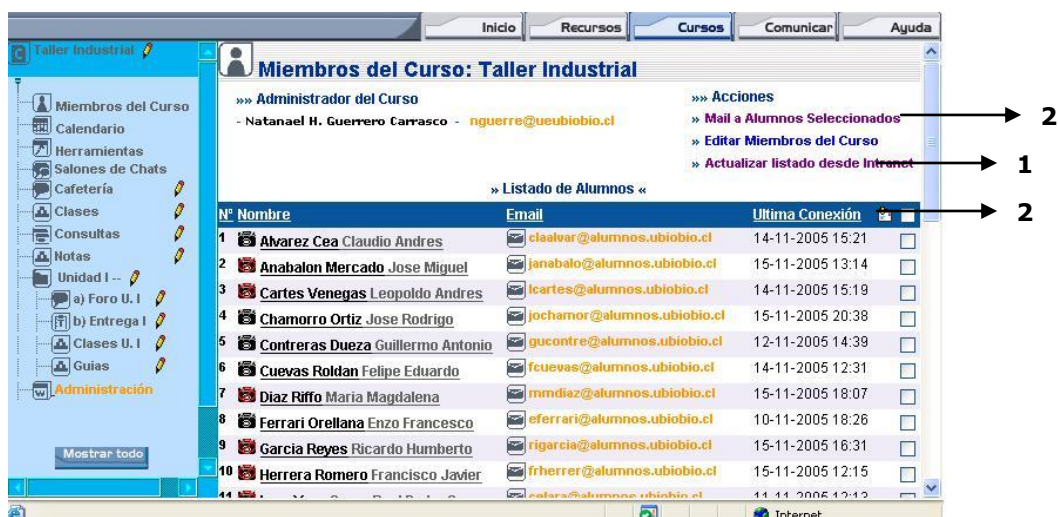 Inicio Recursos Cursos Comunicar Ayuda
Taller Industrial
Miembros del Curso
Calendario
Herramientas
Salones de Chats
Cafetería
Clases
Consultas
Notas
Unidad I --
a) Foro U. I
b) Entrega I
Clases U. I
Guias
Administración
Mostrar todo
Miembros del Curso: Taller Industrial
»» Administrador del Curso
- Natanael H. Guerrero Carrasco - nguerre@ueubiobio.cl
»» Acciones
» Mail a Alumnos Seleccionados 2
» Editar Miembros del Curso
» Actualizar listado desde Intranet 1
» Listado de Alumnos «
Nº Nombre Email Ultima Conexión 2
1 Alvarez Cea Claudio Andres claalvar@alumnos.ubiobio.cl 14-11-2005 15:21
2 Anabalon Mercado Jose Miguel janabalo@alumnos.ubiobio.cl 15-11-2005 13:14
3 Cartes Venegas Leopoldo Andres lcartes@alumnos.ubiobio.cl 14-11-2005 15:19
4 Chamorro Ortiz Jose Rodrigo jochamor@alumnos.ubiobio.cl 15-11-2005 20:38
5 Contreras Dueza Guillermo Antonio gucontre@alumnos.ubiobio.cl 12-11-2005 14:39
6 Cuevas Roldan Felipe Eduardo fcuevas@alumnos.ubiobio.cl 14-11-2005 12:31
7 Diaz Riffo Maria Magdalena mmdiaz@alumnos.ubiobio.cl 15-11-2005 18:07
8 Ferrari Orellana Enzo Francesco eferrari@alumnos.ubiobio.cl 10-11-2005 18:26
9 Garcia Reyes Ricardo Humberto rigarcia@alumnos.ubiobio.cl 15-11-2005 16:31
10 Herrera Romero Francisco Javier frherrer@alumnos.ubiobio.cl 15-11-2005 12:15
11
Internet